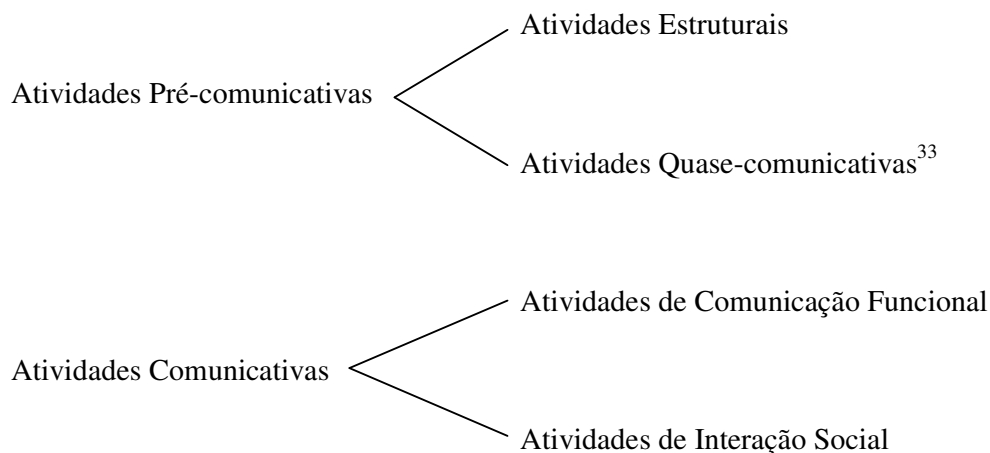 Atividades Estruturais
Atividades Pré-comunicativas
Atividades Quase-comunicativas33
Atividades de Comunicação Funcional
Atividades Comunicativas
Atividades de Interação Social